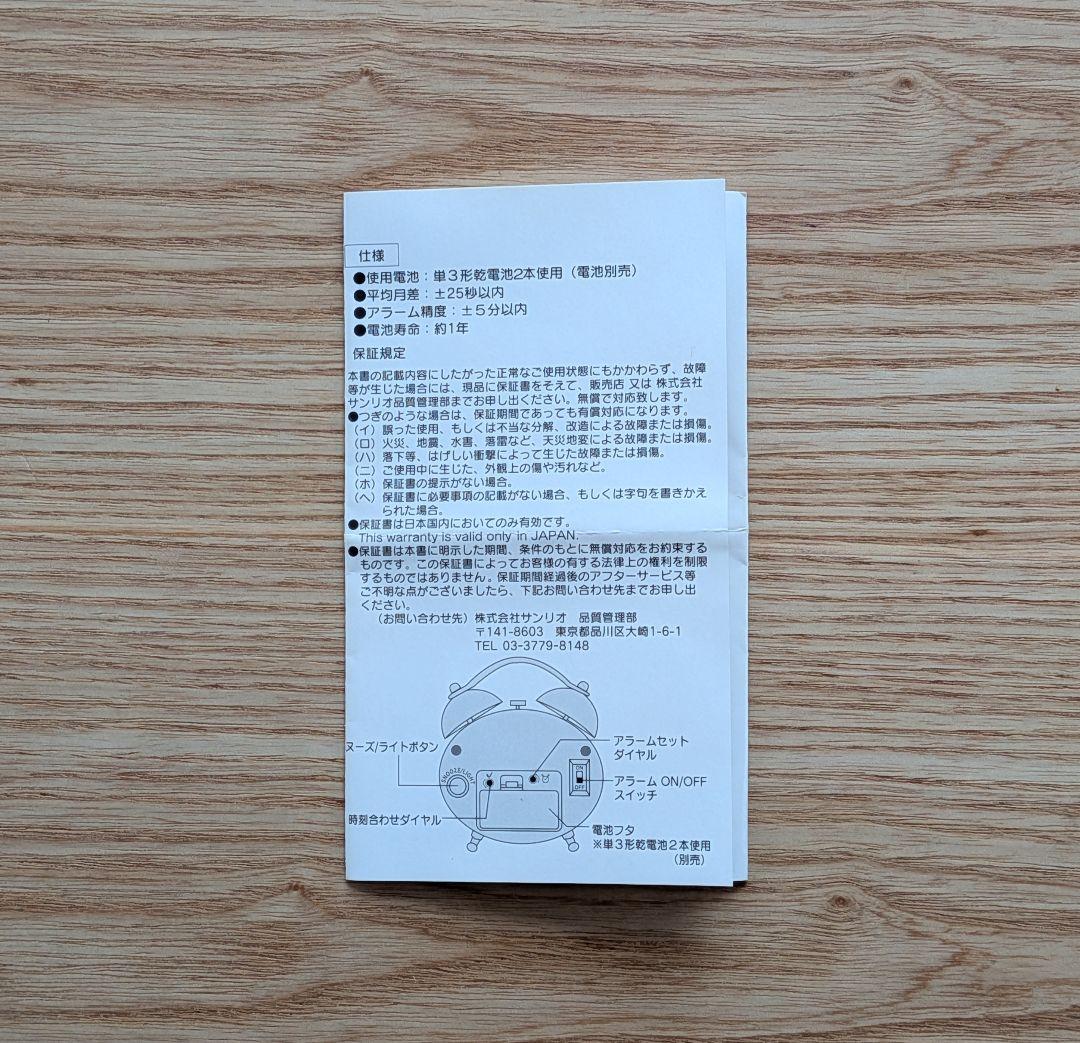 仕様
●使用電池：単３形乾電池2本使用（電池別売）
●平均月差：±25秒以内
●アラーム精度：±５分以内
●電池寿命：約1年
保証規定
本書の記載内容にしたがった正常なご使用状態にもかかわらず、故障
等が生じた場合には、現品に保証書をそえて、販売店 又は 株式会社
サンリオ品質管理部までお申し出ください。無償で対応致します。
●つぎのような場合は、保証期間であっても有償対応になります。
（イ）誤った使用、もしくは不当な分解、改造による故障または損傷。
（ロ）火災、地震、水害、落雷など、天災地変による故障または損傷。
（ハ）落下等、はげしい衝撃によって生じた故障または損傷。
（ニ）ご使用中に生じた、外観上の傷や汚れなど。
（ホ）保証書の提示がない場合。
（ヘ）保証書に必要事項の記載がない場合、もしくは字句を書きかえ
られた場合。
●保証書は日本国内においてのみ有効です。
This warranty is valid only in JAPAN.
●保証書は本書に明示した期間、条件のもとに無償対応をお約束する
ものです。この保証書によってお客様の有する法律上の権利を制限
するものではありません。保証期間経過後のアフターサービス等
ご不明な点がございましたら、下記お問い合わせ先までお申し出
ください。
（お問い合わせ先）株式会社サンリオ　品質管理部
〒141-8603　東京都品川区大崎1-6-1
TEL 03-3779-8148
ヌーズ/ライトボタン
アラームセット
ダイヤル
SNOOZE/LIGHT
ON
OFF
アラーム ON/OFF
スイッチ
時刻合わせダイヤル
電池フタ
※単３形乾電池２本使用
（別売）